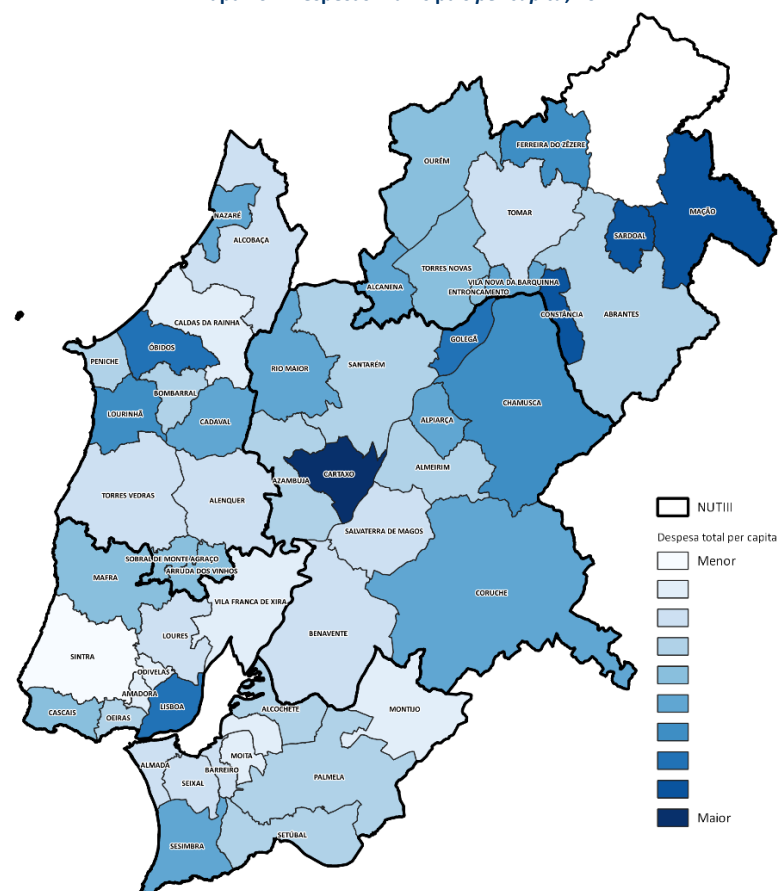 FERREIRA DO ZÊZERE
OURÉM
MAÇÃO
TOMAR
NAZARÉ
SARDOAL
ALCOBAÇA
TORRES NOVAS
VILA NOVA DA BARQUINHA
ALCANENA
ENTRONCAMENTO
CONSTÂNCIA
ABRANTES
CALDAS DA RAINHA
GOLEGÃ
ÓBIDOS
PENICHE
SANTARÉM
RIO MAIOR
BOMBARRAL
CHAMUSCA
LOURINHÃ
CADAVAL
ALPIARÇA
ALMEIRIM
CARTAXO
AZAMBUJA
TORRES VEDRAS
ALENQUER
NUTIII
SALVATERRA DE MAGOS
Despesa total per capita
SOBRAL DE MONTE AGRAÇO
Menor
ARRUDA DOS VINHOS
MAFRA
CORUCHE
VILA FRANCA DE XIRA
LOURES
BENAVENTE
SINTRA
ODIVELAS
AMADORA
LISBOA
ALCOCHETE
MONTIJO
CASCAIS
OEIRAS
MOITA
ALMADA
BARREIRO
PALMELA
SEIXAL
Maior
SETÚBAL
SESIMBRA